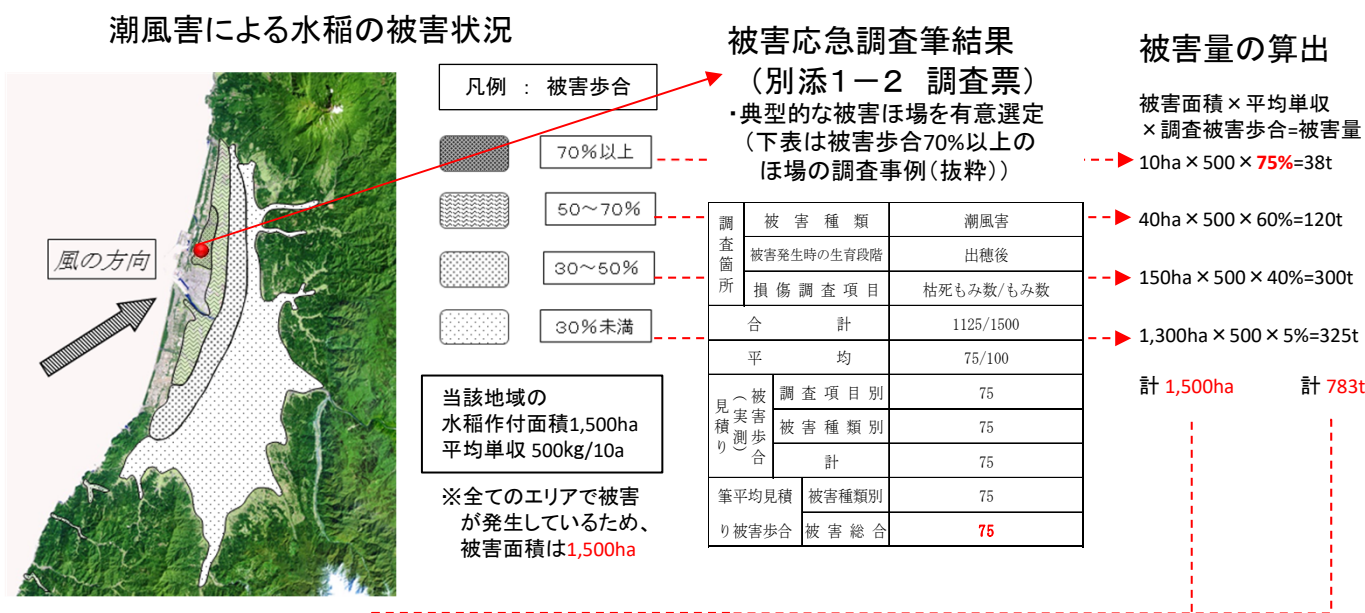 潮風害による水稲の被害状況
風の方向
凡例 : 被害歩合
70%以上
50～70%
30～50%
30%未満
当該地域の
水稲作付面積1,500ha
平均単収 500kg/10a
※全てのエリアで被害
が発生しているため、
被害面積は1,500ha
被害応急調査筆結果
（別添１－２ 調査票）
・典型的な被害ほ場を有意選定
（下表は被害歩合70%以上の
ほ場の調査事例（抜粋））
調査箇所
被害種類 潮風害
被害発生時の生育段階 出穂後
損傷調査項目 枯死もみ数/もみ数
合計 1125/1500
平均 75/100
被害歩合（実測）見積り
調査項目別 75
被害種類別 75
計 75
筆平均見積り被害歩合
被害種類別 75
被害総合 75
被害量の算出
被害面積×平均単収
×調査被害歩合=被害量
10ha×500×75%=38t
40ha×500×60%=120t
150ha×500×40%=300t
1,300ha×500×5%=325t
計 1,500ha 計 783t